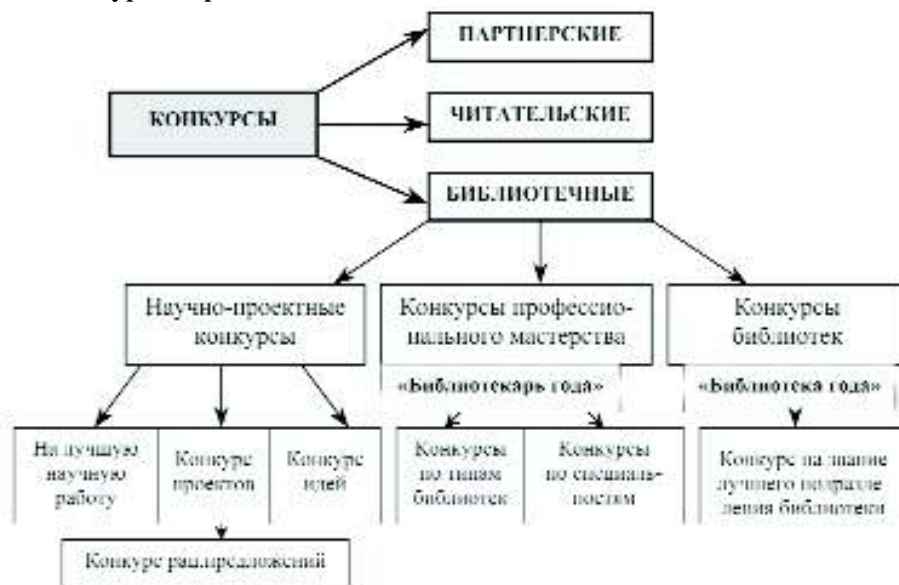 ПАРТНЕРСКИЕ
КОНКУРСЫ
ЧИТАТЕЛЬСКИЕ
БИБЛИОТЕЧНЫЕ
Научно-проектные
конкурсы
Конкурсы профессио-
нального мастерства
Конкурсы
библиотек
«Библиотекарь года»
«Библиотека года»
На лучшую
научную
работу
Конкурс
проектов
Конкурс
идей
Конкурсы
по типам
библиотек
Конкурсы
по специаль-
ностям
Конкурс на звание
лучшего подразде
ления библиотеки
Конкурс рац.предложений